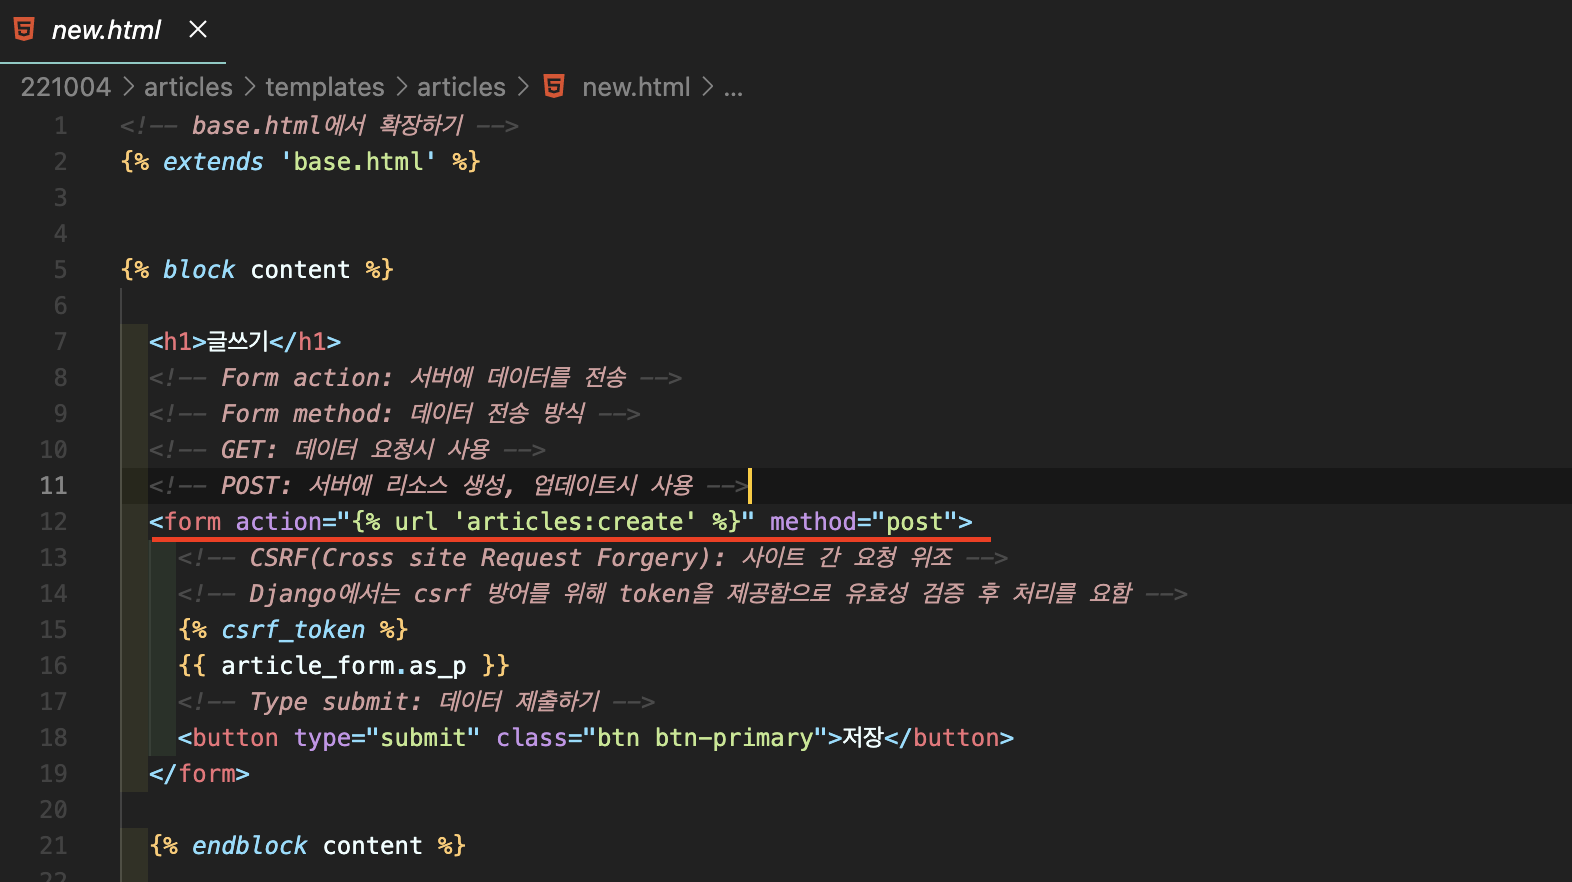 new.html
221004 > articles > templates > articles > new.html > ...
1 <!-- base.html에서 확장하기 -->
2 {% extends 'base.html' %}
3
4
5 {% block content %}
6
7 <h1>글쓰기</h1>
8 <!-- Form action: 서버에 데이터를 전송 -->
9 <!-- Form method: 데이터 전송 방식 -->
10 <!-- GET: 데이터 요청시 사용 -->
11 <!-- POST: 서버에 리소스 생성, 업데이트시 사용 -->
12 <form action="{% url 'articles:create' %}" method="post">
13 <!-- CSRF(Cross site Request Forgery): 사이트 간 요청 위조 -->
14 <!-- Django에서는 csrf 방어를 위해 token을 제공함으로 유효성 검증 후 처리를 요함 -->
15 {% csrf_token %}
16 {{ article_form.as_p }}
17 <!-- Type submit: 데이터 제출하기 -->
18 <button type="submit" class="btn btn-primary">저장</button>
19 </form>
20
21 {% endblock content %}
22